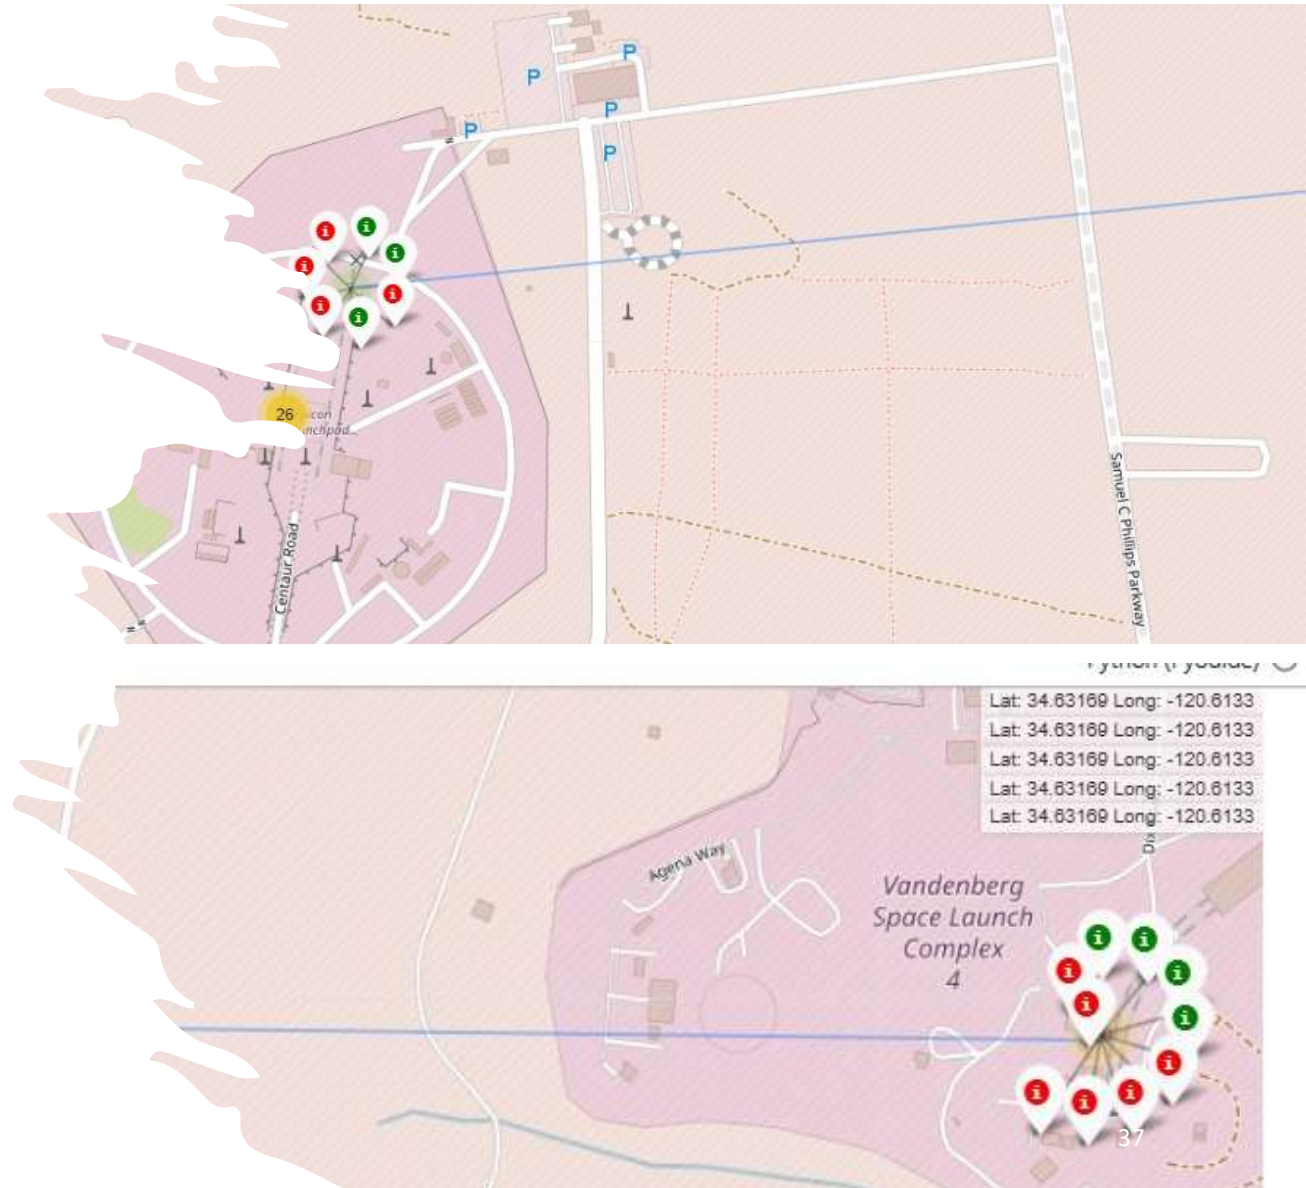 P
P
P
P
P
26
Centaur Road
Samuel C Phillips Parkway
Lat: 34.63169 Long: -120.6133
Lat: 34.63169 Long: -120.6133
Lat: 34.63169 Long: -120.6133
Lat: 34.63169 Long: -120.6133
Lat: 34.63169 Long: -120.6133
Agena Way
Vandenberg
Space Launch
Complex
4
37